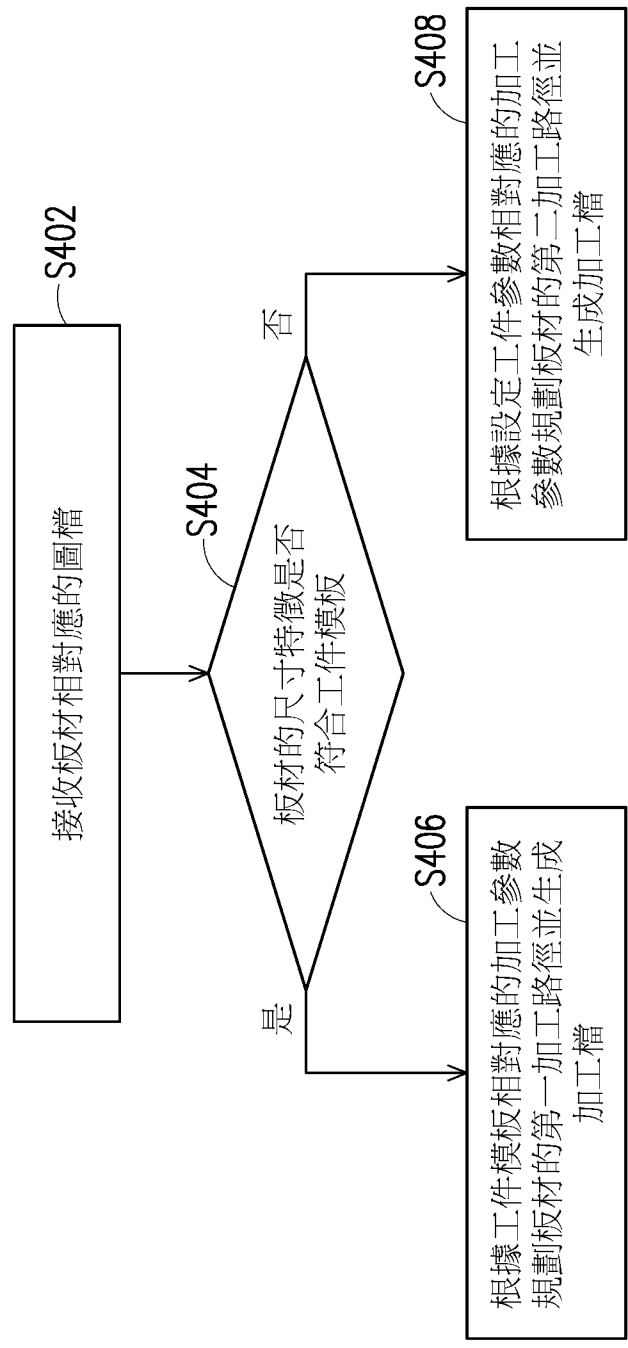 S402
接收板材相對應的圖檔
S404
板材的尺寸特徵是否
符合工件模板
是
否
S406
根據工件模板相對應的加工參數
規劃板材的第一加工路徑並生成
加工檔
S408
根據設定工件參數相對應的加工
參數規劃板材的第二加工路徑並
生成加工檔